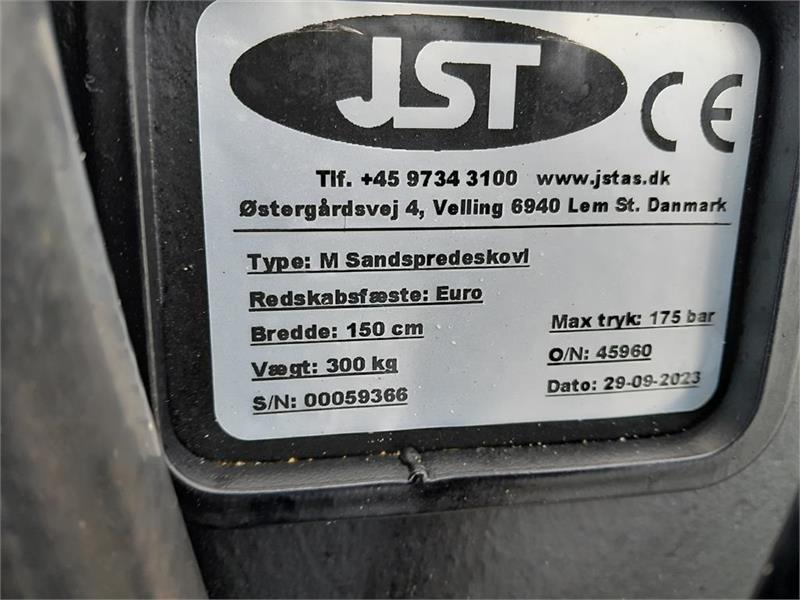 JST CE
Tlf. +45 9734 3100 www.jstas.dk
Østergårdsvej 4, Velling 6940 Lem St. Danmark
Type: M Sandspredeskovl
Redskabsfæste: Euro
Bredde: 150 cm
Vægt: 300 kg
S/N: 00059366
Max tryk: 175 bar
O/N: 45960
Dato: 29-09-2023